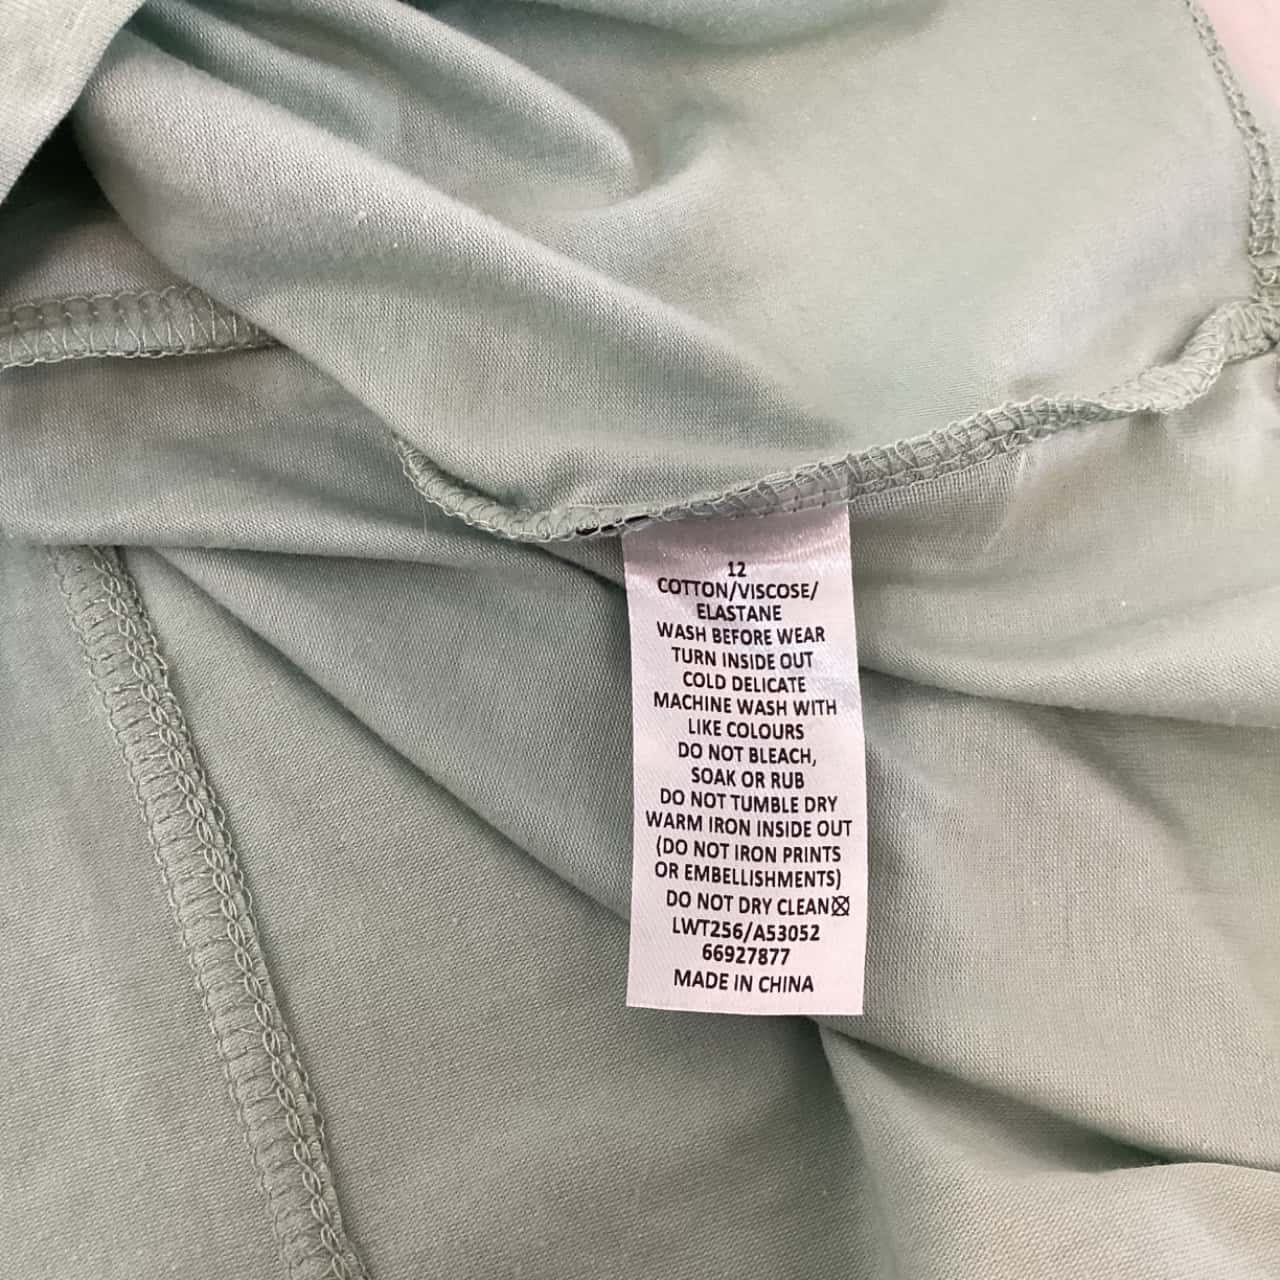 12
COTTON/VISCOSE/
ELASTANE
WASH BEFORE WEAR
TURN INSIDE OUT
COLD DELICATE
MACHINE WASH WITH
LIKE COLOURS
DO NOT BLEACH,
SOAK OR RUB
DO NOT TUMBLE DRY
WARM IRON INSIDE OUT
(DO NOT IRON PRINTS
OR EMBELLISHMENTS)
DO NOT DRY CLEAN
LWT256/A53052
66927877
MADE IN CHINA